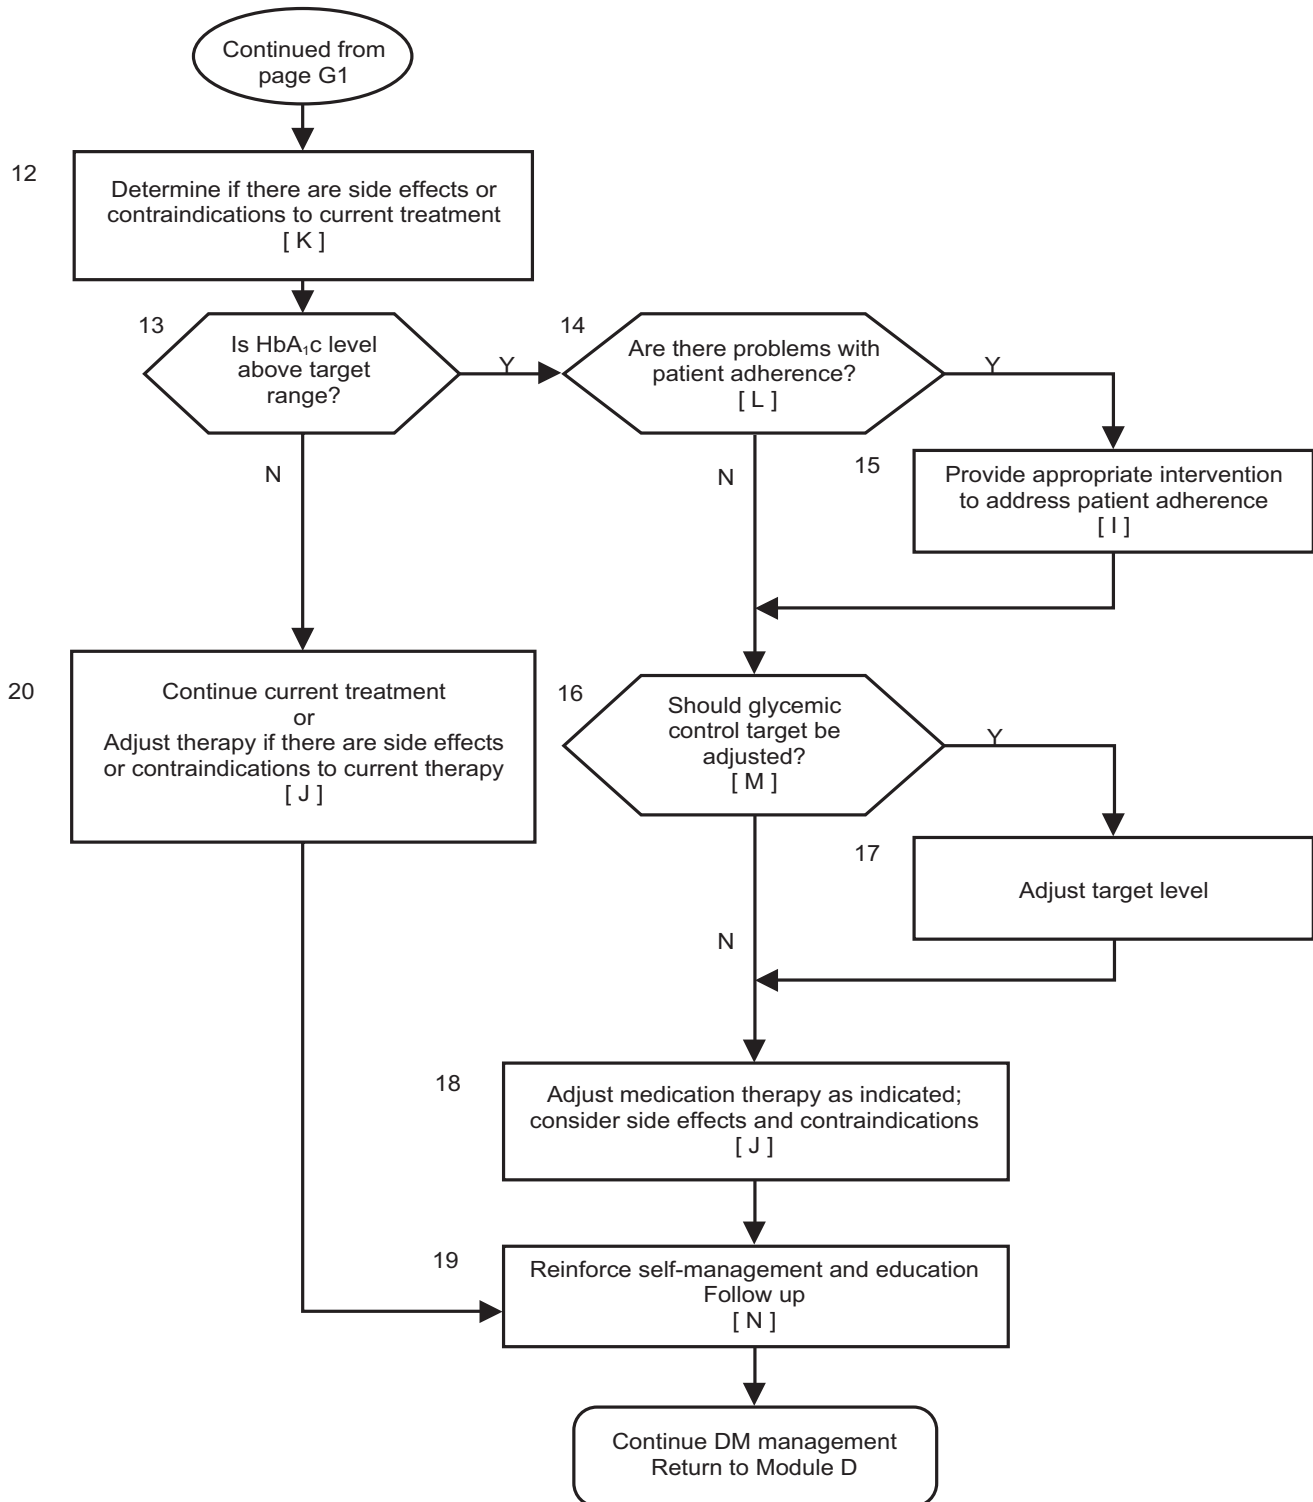 Continued from
page G1
12
Determine if there are side effects or
contraindications to current treatment
[ K ]
13
Is HbA₁c level
above target
range?
Y
N
14
Are there problems with
patient adherence?
[ L ]
Y
N
15
Provide appropriate intervention
to address patient adherence
[ I ]
20
Continue current treatment
or
Adjust therapy if there are side effects
or contraindications to current therapy
[ J ]
16
Should glycemic
control target be
adjusted?
[ M ]
Y
N
17
Adjust target level
18
Adjust medication therapy as indicated;
consider side effects and contraindications
[ J ]
19
Reinforce self-management and education
Follow up
[ N ]
Continue DM management
Return to Module D